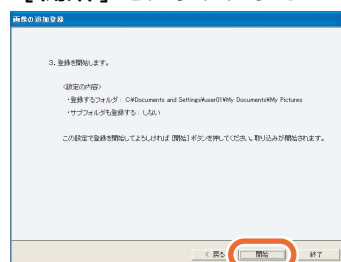 画像の追加登録
3. 登録を開始します。
<設定の内容>
・登録するフォルダ： C¥Documents and Settings¥user01¥My Documents¥My Pictures
・サブフォルダも登録する： しない
この設定で登録を開始してよろしければ [開始] ボタンを押してください。取り込みが開始されます。
< 戻る 開始 終了